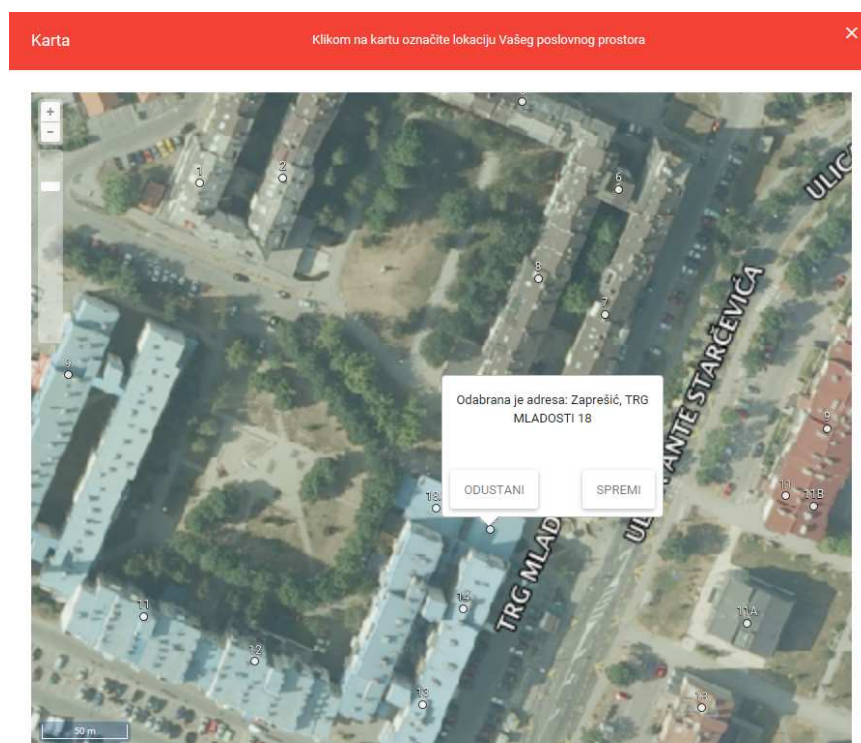 Karta
Klikom na kartu označite lokaciju Vašeg poslovnog prostora
×
+
−
1
2
6
ULICA
8
7
9
Odabrana je adresa: Zaprešić, TRG
MLADOSTI 18
ODUSTANI
SPREMI
ANTE STARČEVIĆA
UL
9
11
11B
TRG MLAD
14
11
12
13
11A
13
50 m